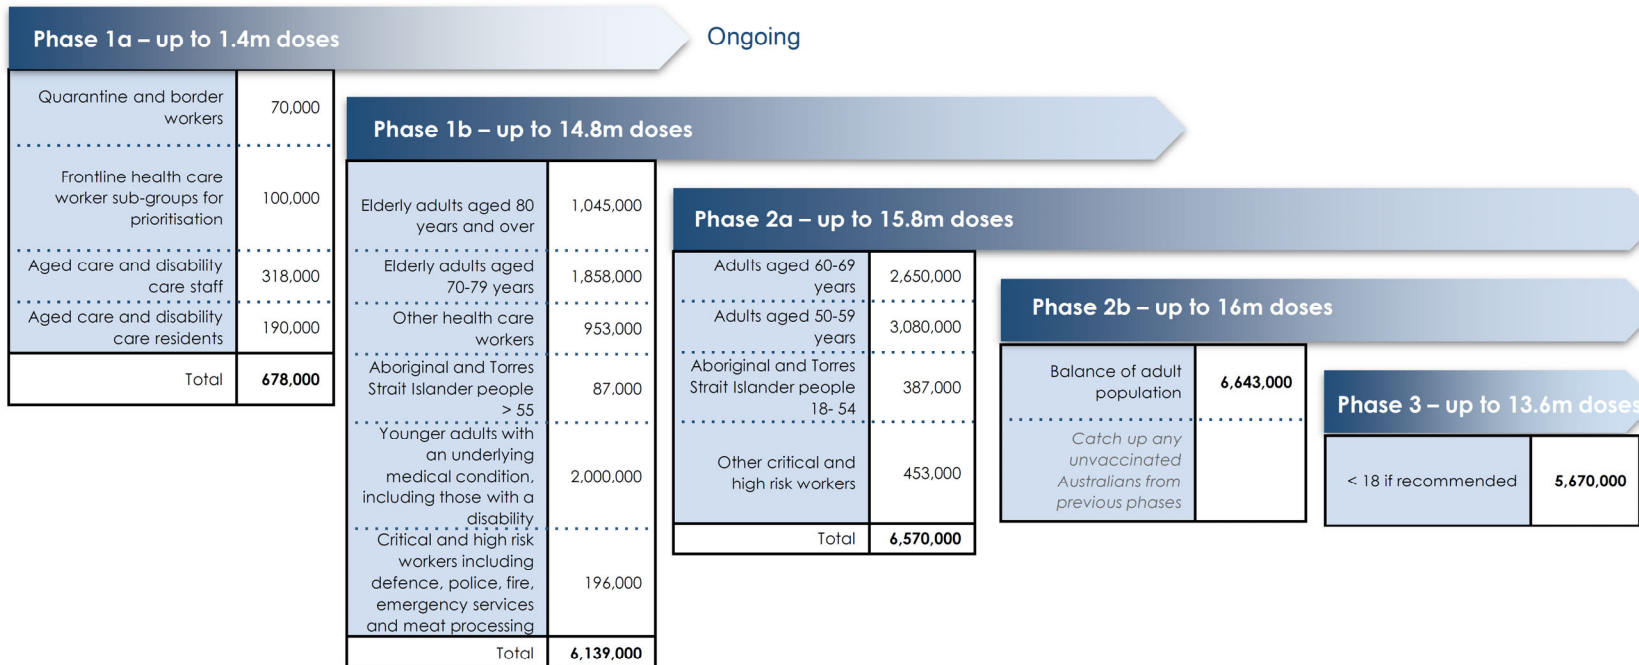 Phase 1a – up to 1.4m doses
Ongoing
Quarantine and border
workers
70,000
Frontline health care
worker sub-groups for
prioritisation
100,000
Aged care and disability
care staff
318,000
Aged care and disability
care residents
190,000
Total
678,000
Phase 1b – up to 14.8m doses
Elderly adults aged 80
years and over
1,045,000
Elderly adults aged
70-79 years
1,858,000
Other health care
workers
953,000
Aboriginal and Torres
Strait Islander people
> 55
87,000
Younger adults with
an underlying
medical condition,
including those with a
disability
2,000,000
Critical and high risk
workers including
defence, police, fire,
emergency services
and meat processing
196,000
Total
6,139,000
Phase 2a – up to 15.8m doses
Adults aged 60-69
years
2,650,000
Adults aged 50-59
years
3,080,000
Aboriginal and Torres
Strait Islander people
18- 54
387,000
Other critical and
high risk workers
453,000
Total
6,570,000
Phase 2b – up to 16m doses
Balance of adult
population
6,643,000
Catch up any
unvaccinated
Australians from
previous phases
Phase 3 – up to 13.6m doses
< 18 if recommended
5,670,000